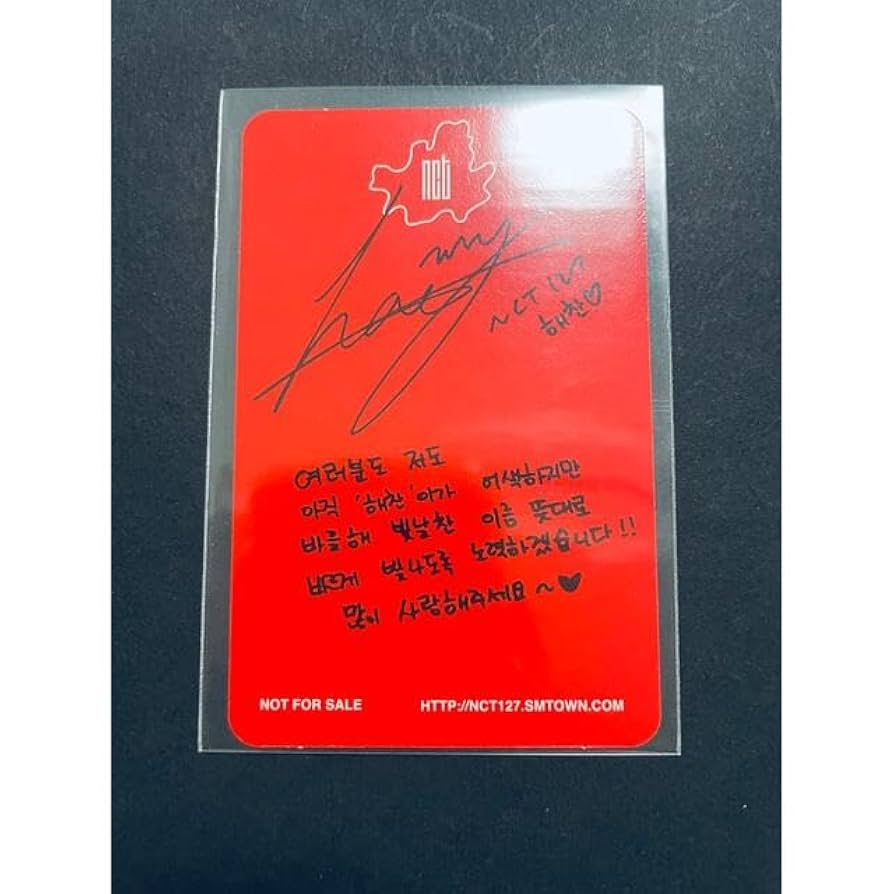 nct
NCT 127
해찬♡
여러분도 저도
아직 '해찬'이가 어색하지만
바를해 빛날찬 이름 뜻대로
바르게 빛나도록 노력하겠습니다!!
많이 사랑해주세요~♥
NOT FOR SALE
HTTP://NCT127.SMTOWN.COM